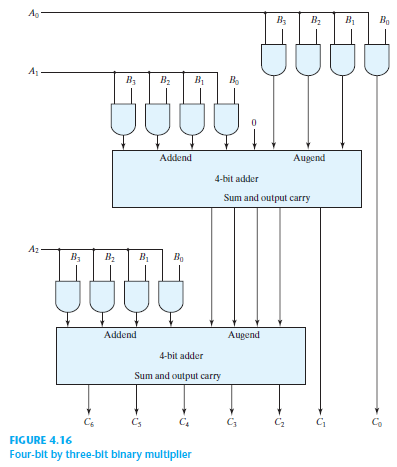 A0
B3 B2 B1 B0
A1
B3 B2 B1 B0
0
Addend Augend
4-bit adder
Sum and output carry
A2
B3 B2 B1 B0
Addend Augend
4-bit adder
Sum and output carry
C6 C5 C4 C3 C2 C1 C0
FIGURE 4.16
Four-bit by three-bit binary multiplier